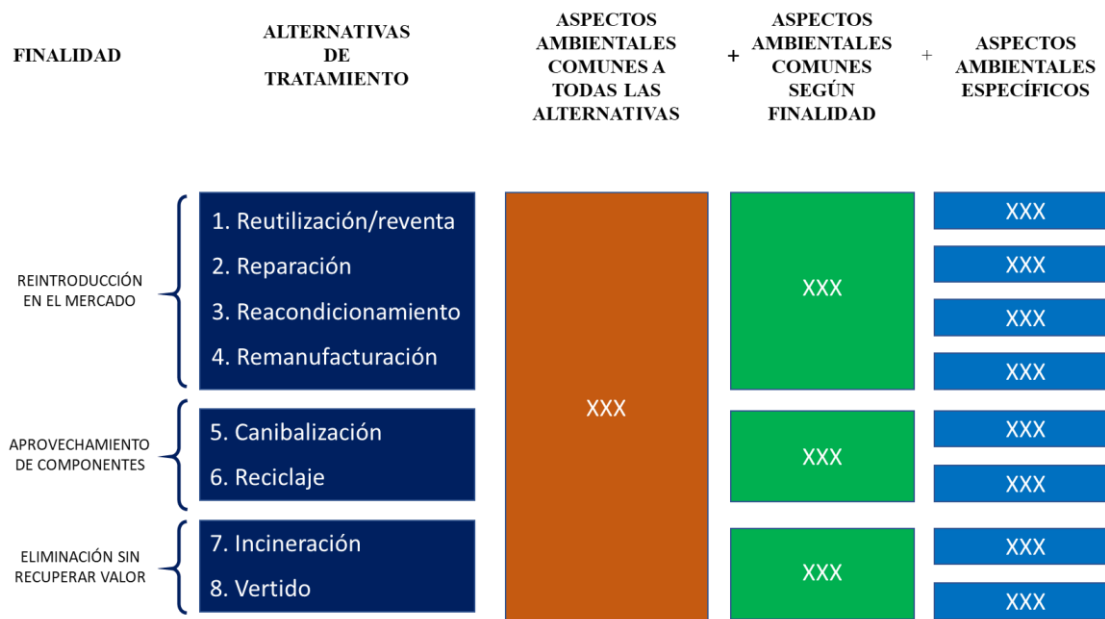 FINALIDAD
ALTERNATIVAS
DE
TRATAMIENTO
ASPECTOS
AMBIENTALES
COMUNES A
TODAS LAS
ALTERNATIVAS
+
ASPECTOS
AMBIENTALES
COMUNES
SEGÚN
FINALIDAD
+
ASPECTOS
AMBIENTALES
ESPECÍFICOS
REINTRODUCCIÓN
EN EL MERCADO
1. Reutilización/reventa
2. Reparación
3. Reacondicionamiento
4. Remanufacturación
APROVECHAMIENTO
DE COMPONENTES
5. Canibalización
6. Reciclaje
ELIMINACIÓN SIN
RECUPERAR VALOR
7. Incineración
8. Vertido
XXX
XXX
XXX
XXX
XXX
XXX
XXX
XXX
XXX
XXX
XXX
XXX